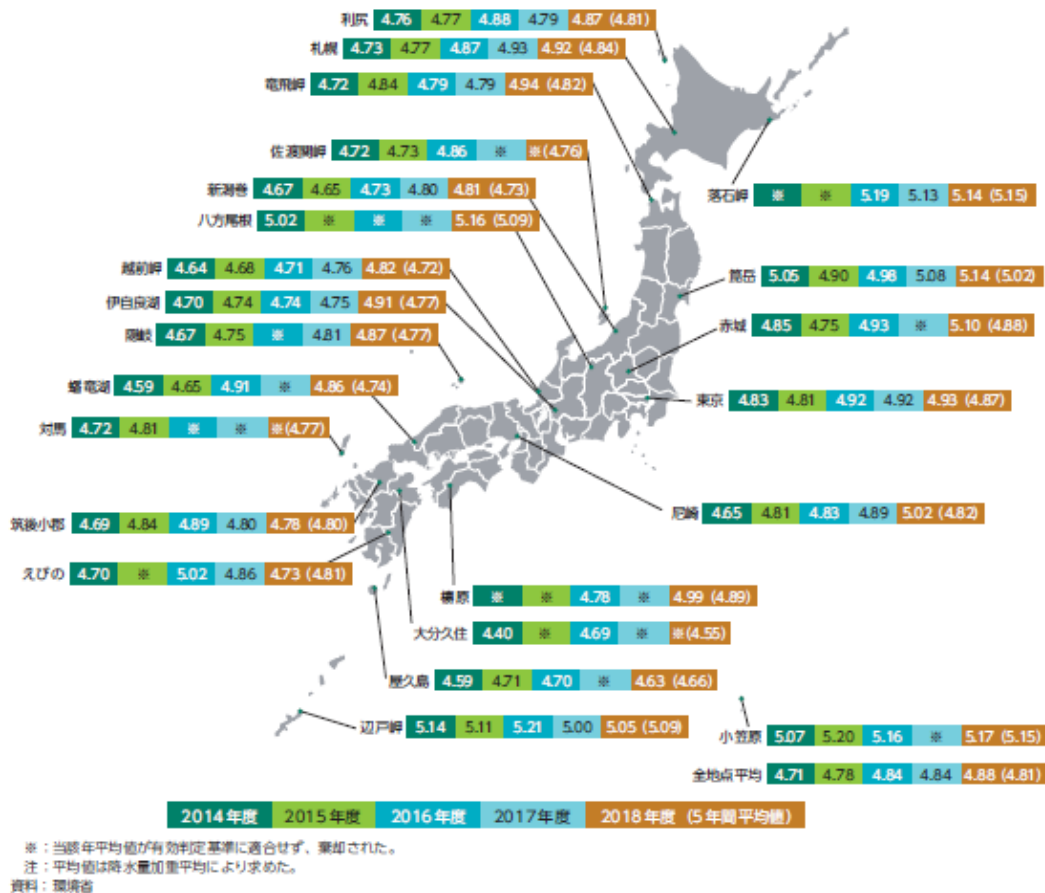 利尻 4.76 4.77 4.88 4.79 4.87 (4.81)
札幌 4.73 4.77 4.87 4.93 4.92 (4.84)
竜飛岬 4.72 4.84 4.79 4.79 4.94 (4.82)
佐渡関岬 4.72 4.73 4.86 ※ ※(4.76)
新潟巻 4.67 4.65 4.73 4.80 4.81 (4.73)
落石岬 ※ ※ 5.19 5.13 5.14 (5.15)
八方尾根 5.02 ※ ※ ※ 5.16 (5.09)
越前岬 4.64 4.68 4.71 4.76 4.82 (4.72)
箟岳 5.05 4.90 4.98 5.08 5.14 (5.02)
伊自良湖 4.70 4.74 4.74 4.75 4.91 (4.77)
赤城 4.85 4.75 4.93 ※ 5.10 (4.88)
隠岐 4.67 4.75 ※ 4.81 4.87 (4.77)
蟠竜湖 4.59 4.65 4.91 ※ 4.86 (4.74)
東京 4.83 4.81 4.92 4.92 4.93 (4.87)
対馬 4.72 4.81 ※ ※ ※(4.77)
尼崎 4.65 4.81 4.83 4.89 5.02 (4.82)
筑後小郡 4.69 4.84 4.89 4.80 4.78 (4.80)
えびの 4.70 ※ 5.02 4.86 4.73 (4.81)
檮原 ※ ※ 4.78 ※ 4.99 (4.89)
大分久住 4.40 ※ 4.69 ※ ※(4.55)
屋久島 4.59 4.71 4.70 ※ 4.63 (4.66)
辺戸岬 5.14 5.11 5.21 5.00 5.05 (5.09)
小笠原 5.07 5.20 5.16 ※ 5.17 (5.15)
全地点平均 4.71 4.78 4.84 4.84 4.88 (4.81)
2014年度 2015年度 2016年度 2017年度 2018年度 (5年間平均値)
※:当該年平均値が有効判定基準に適合せず、棄却された。
注:平均値は降水量加重平均により求めた。
資料:環境省